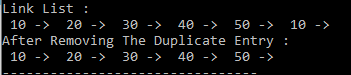 Link List :
10 ->  20 ->  30 ->  40 ->  50 ->  10 ->
After Removing The Duplicate Entry :
10 ->  20 ->  30 ->  40 ->  50 ->
--------------------------------